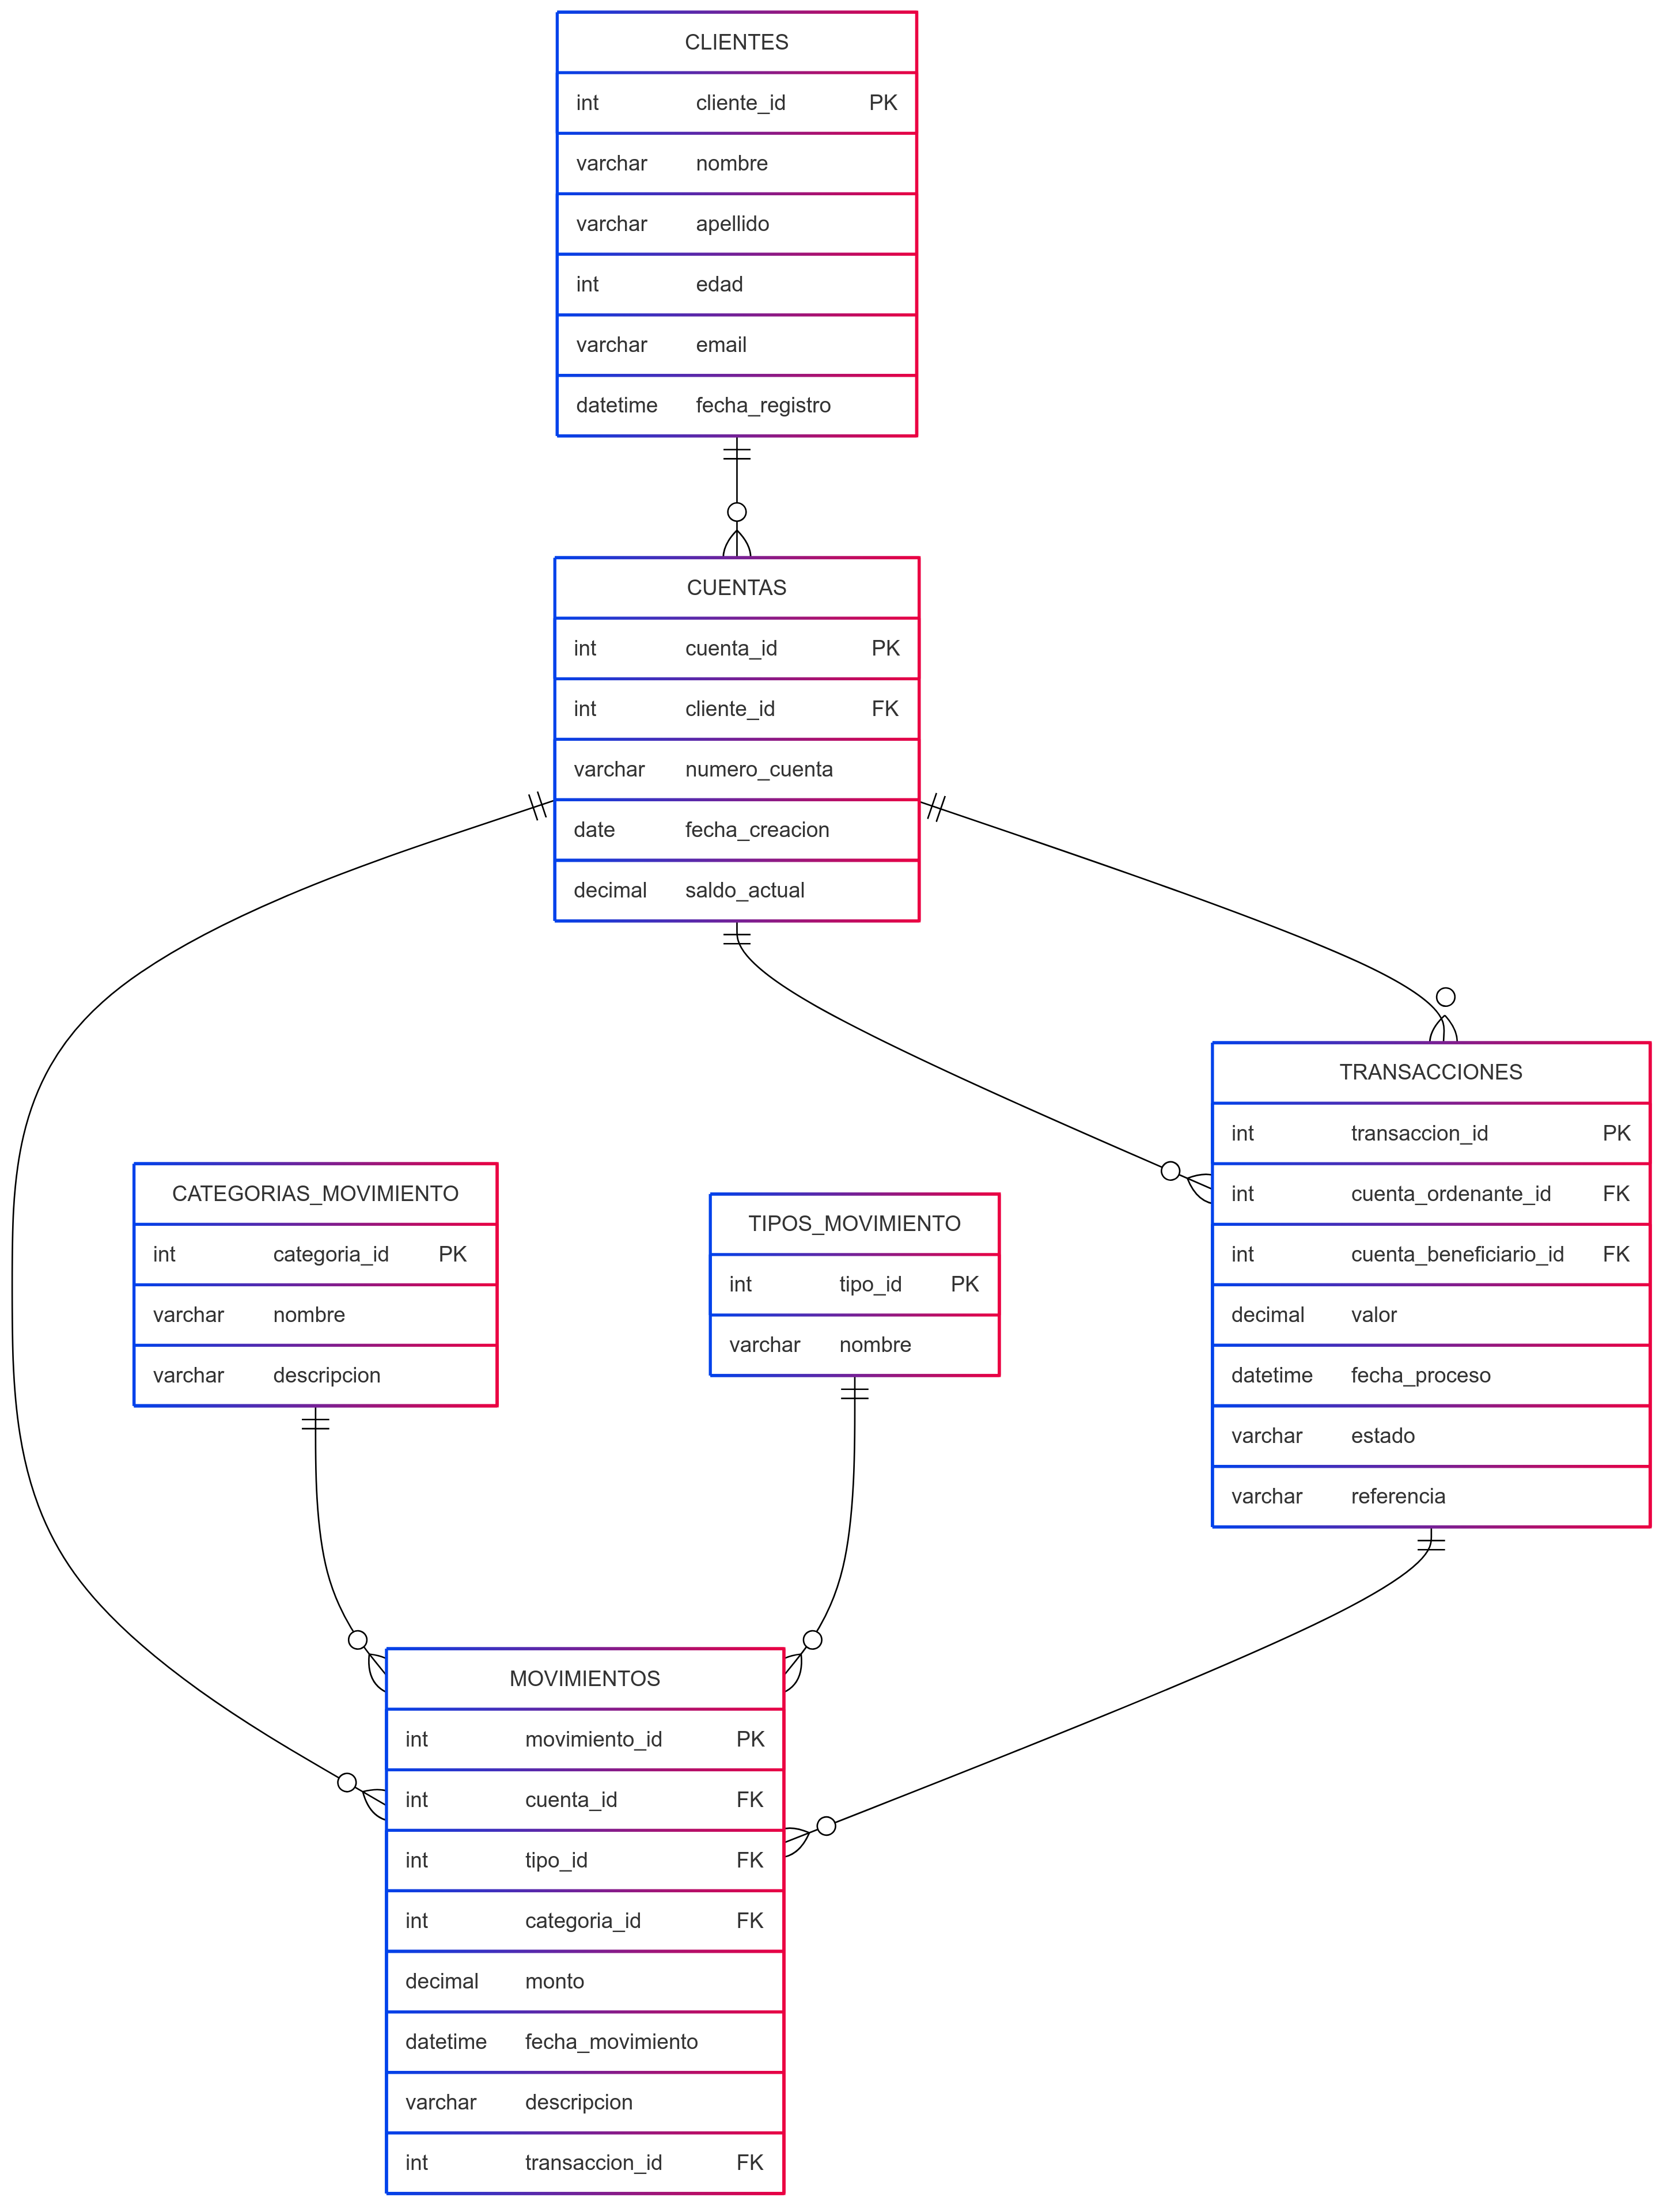 CLIENTES
int cliente_id PK
varchar nombre
varchar apellido
int edad
varchar email
datetime fecha_registro
CUENTAS
int cuenta_id PK
int cliente_id FK
varchar numero_cuenta
date fecha_creacion
decimal saldo_actual
TRANSACCIONES
int transaccion_id PK
int cuenta_ordenante_id FK
int cuenta_beneficiario_id FK
decimal valor
datetime fecha_proceso
varchar estado
varchar referencia
CATEGORIAS_MOVIMIENTO
int categoria_id PK
varchar nombre
varchar descripcion
TIPOS_MOVIMIENTO
int tipo_id PK
varchar nombre
MOVIMIENTOS
int movimiento_id PK
int cuenta_id FK
int tipo_id FK
int categoria_id FK
decimal monto
datetime fecha_movimiento
varchar descripcion
int transaccion_id FK